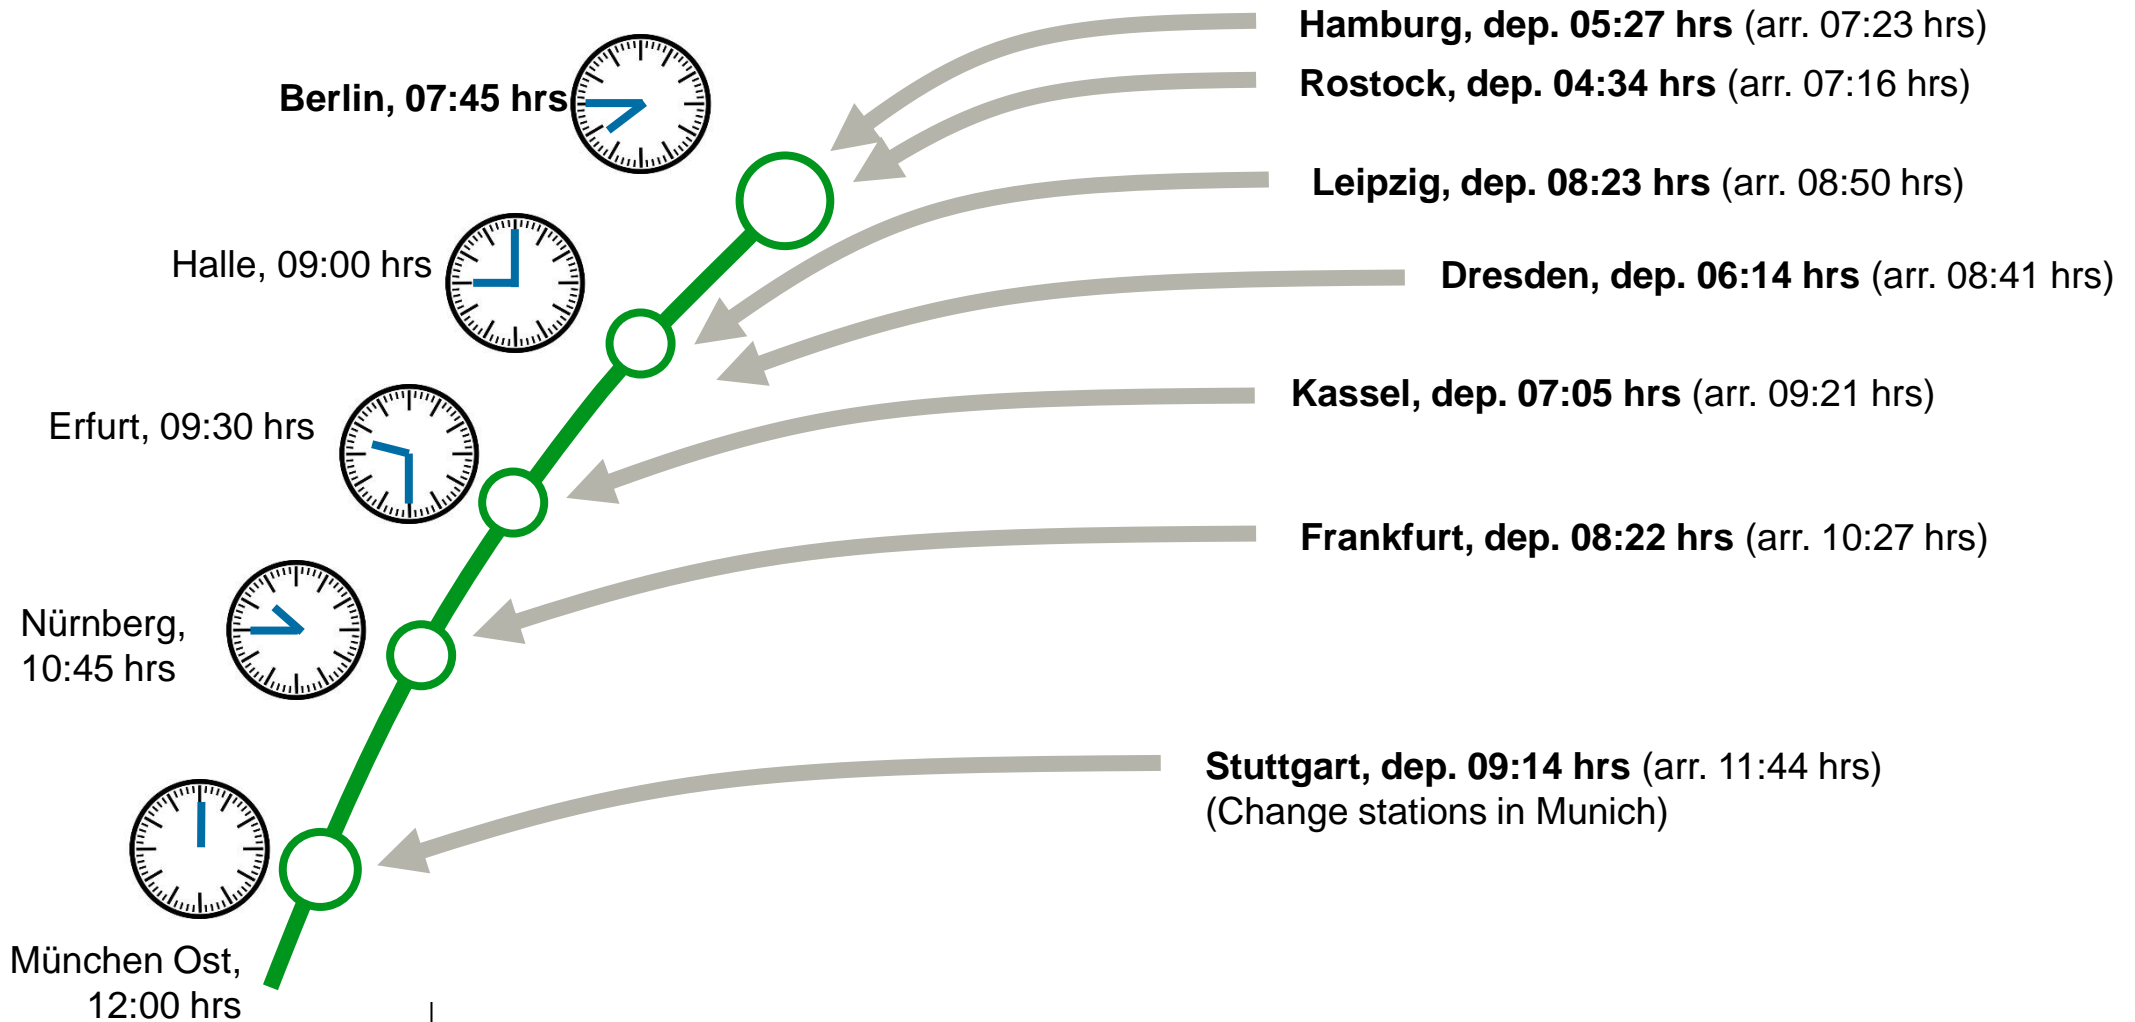 Hamburg, dep. 05:27 hrs (arr. 07:23 hrs)
Berlin, 07:45 hrs
Rostock, dep. 04:34 hrs (arr. 07:16 hrs)
Leipzig, dep. 08:23 hrs (arr. 08:50 hrs)
Halle, 09:00 hrs
Dresden, dep. 06:14 hrs (arr. 08:41 hrs)
Kassel, dep. 07:05 hrs (arr. 09:21 hrs)
Erfurt, 09:30 hrs
Frankfurt, dep. 08:22 hrs (arr. 10:27 hrs)
Nürnberg,
10:45 hrs
Stuttgart, dep. 09:14 hrs (arr. 11:44 hrs)
(Change stations in Munich)
München Ost,
12:00 hrs